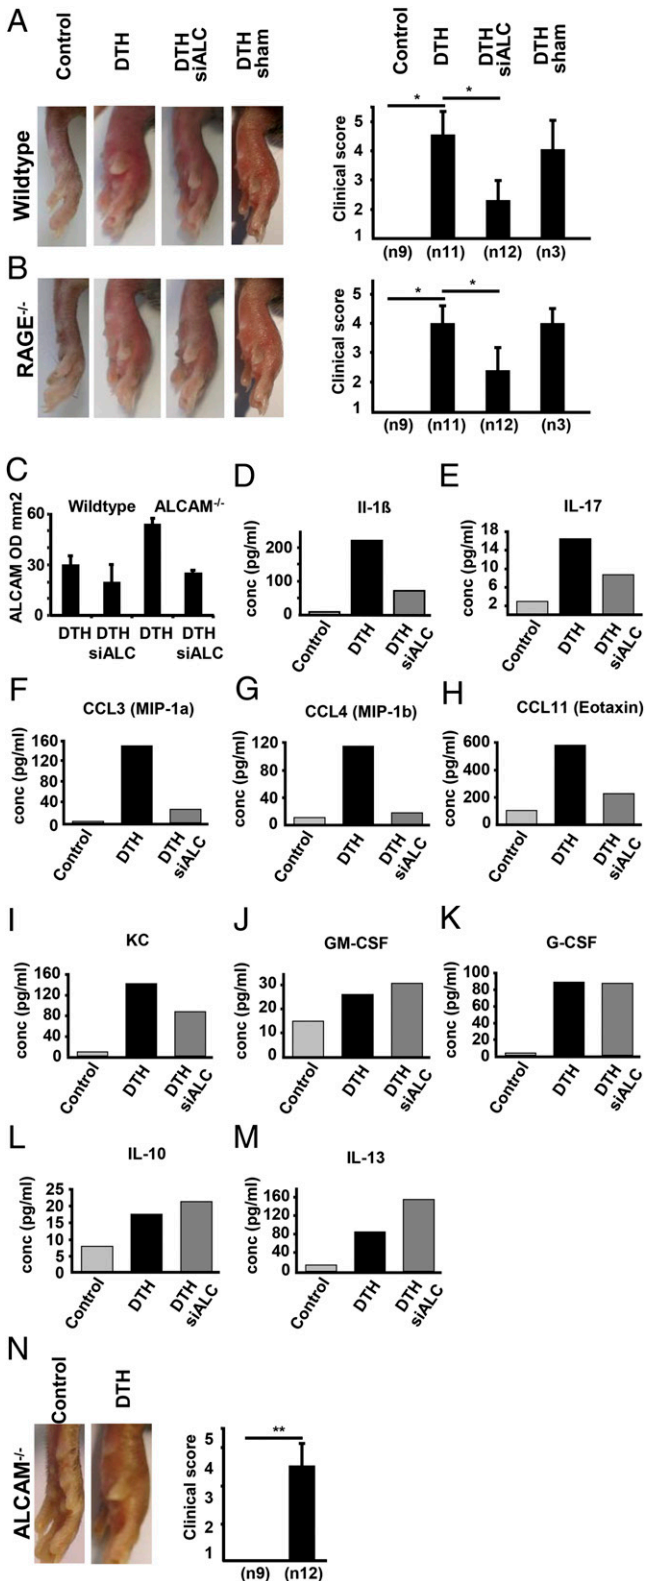 A
Control
DTH
DTH siALC
DTH sham
Control
DTH
DTH siALC
DTH sham
Wildtype
Clinical score
5
4
3
2
1
*
*
(n9) (n11) (n12) (n3)
B
RAGE-/-
Clinical score
5
4
3
2
1
*
*
(n9) (n11) (n12) (n3)
C
Wildtype ALCAM-/-
ALCAM OD mm2
60
30
0
DTH DTH siALC DTH DTH siALC
D
Il-1ß
conc (pg/ml)
200
100
0
Control DTH DTH siALC
E
IL-17
conc (pg/ml)
18
14
10
6
2
Control DTH DTH siALC
F
CCL3 (MIP-1a)
conc (pg/ml)
160
120
80
40
0
Control DTH DTH siALC
G
CCL4 (MIP-1b)
conc (pg/ml)
120
80
40
0
Control DTH DTH siALC
H
CCL11 (Eotaxin)
conc (pg/ml)
600
400
200
0
Control DTH DTH siALC
I
KC
conc (pg/ml)
160
120
80
40
0
Control DTH DTH siALC
J
GM-CSF
conc (pg/ml)
30
20
10
0
Control DTH DTH siALC
K
G-CSF
conc (pg/ml)
100
80
60
40
20
0
Control DTH DTH siALC
L
IL-10
conc (pg/ml)
25
20
15
10
5
0
Control DTH DTH siALC
M
IL-13
conc (pg/ml)
160
120
80
40
0
Control DTH DTH siALC
N
Control
DTH
ALCAM-/-
Clinical score
5
4
3
2
1
**
(n9) (n12)